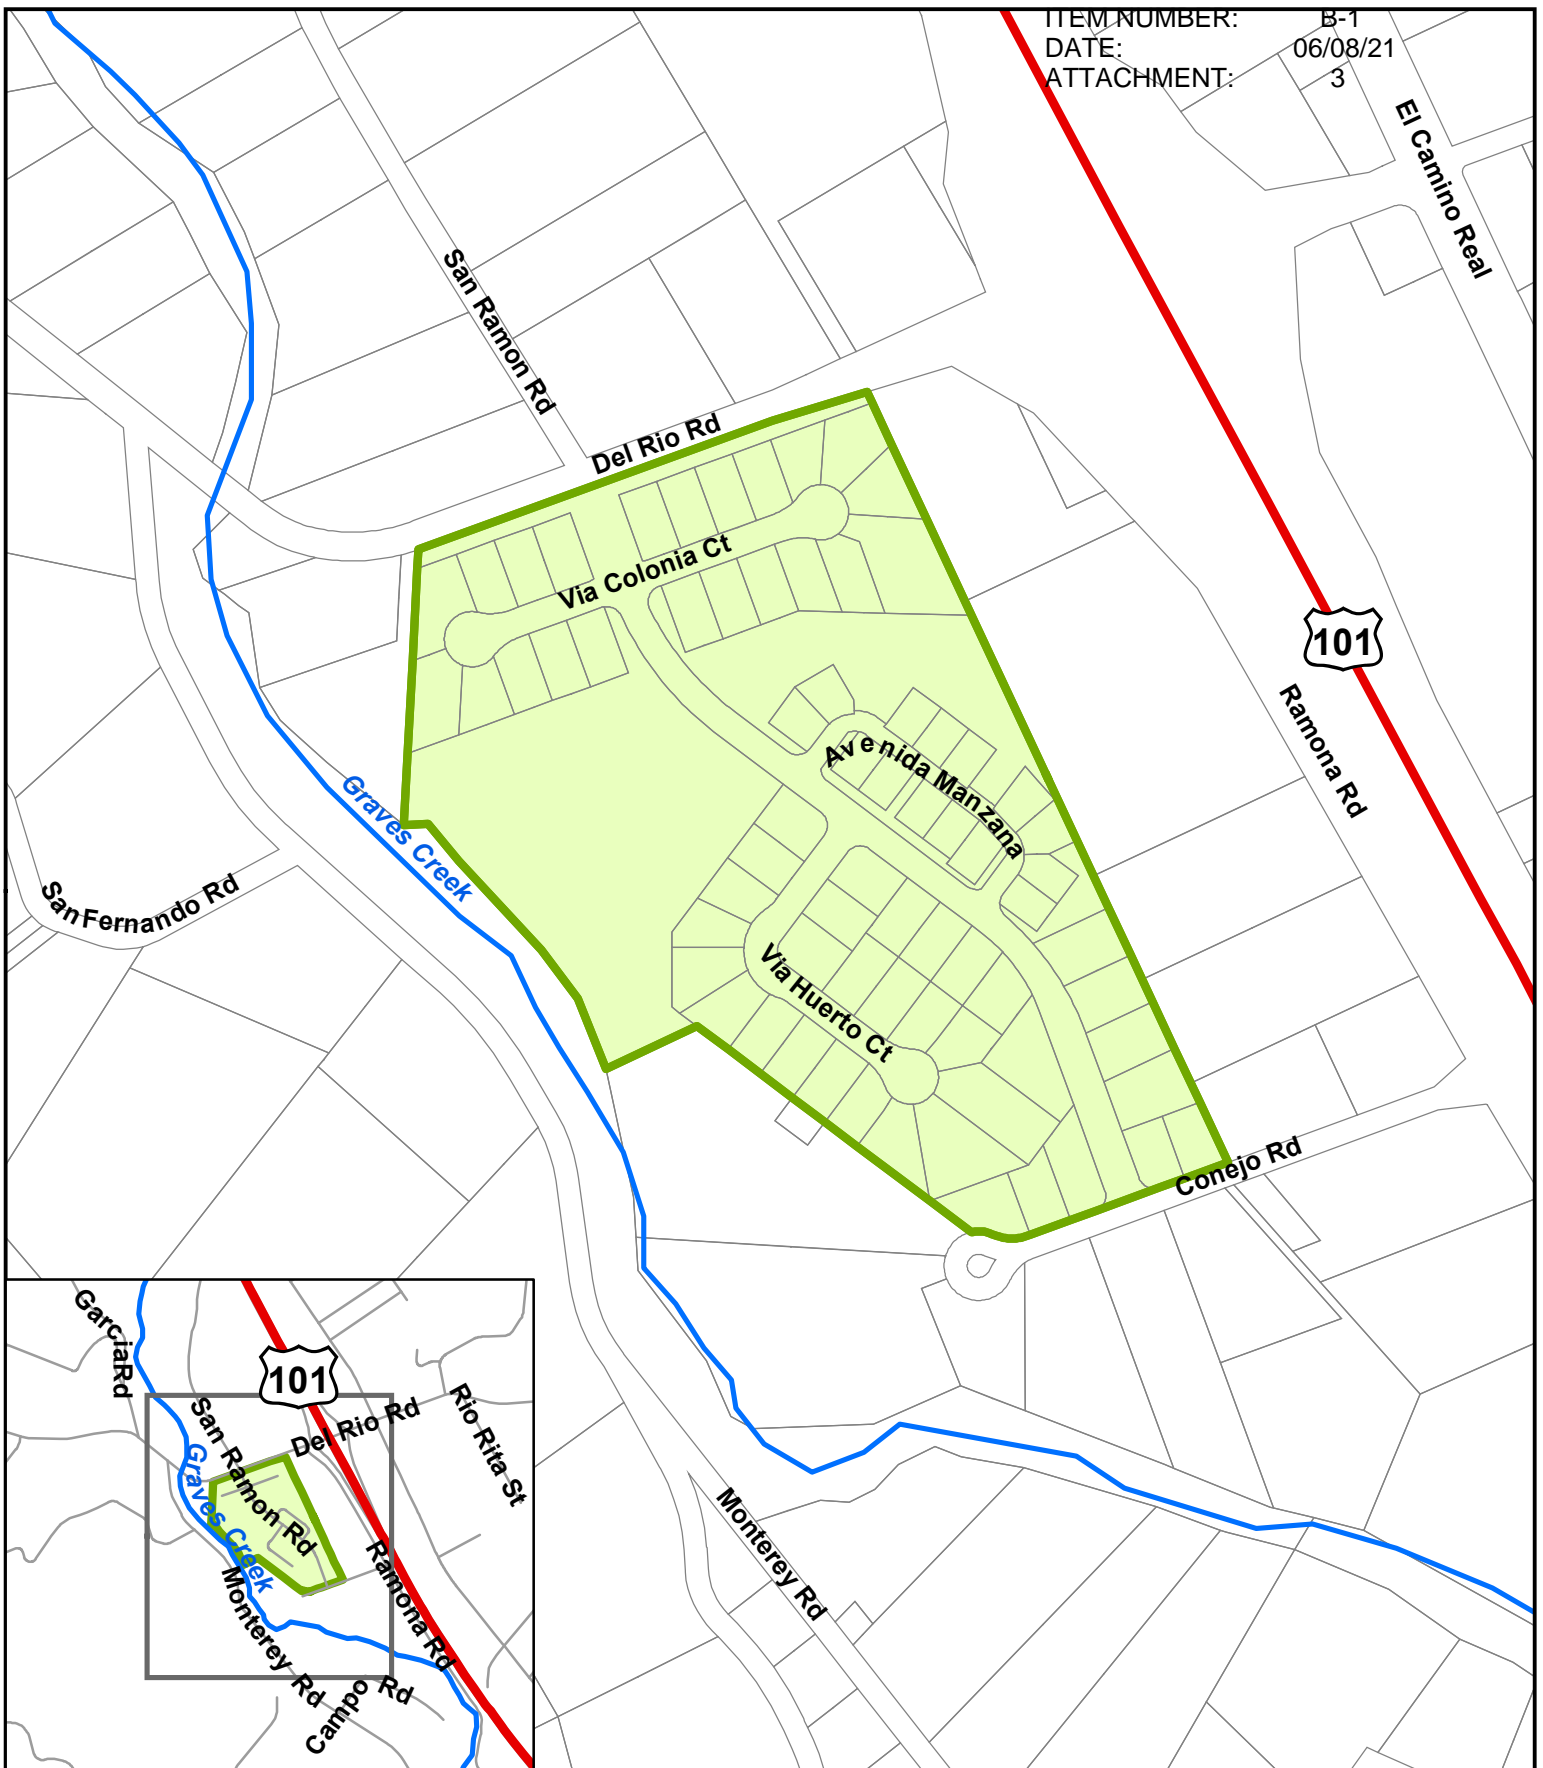 ITEM NUMBER: B-1
DATE: 06/08/21
ATTACHMENT: 3
El Camino Real
San Ramon Rd
Del Rio Rd
Via Colonia Ct
101
Ramona Rd
Avenida Manzana
Graves Creek
San Fernando Rd
Via Huerto Ct
Conejo Rd
Monterey Rd
Garcia Rd
101
San Ramon Rd
Del Rio Rd
Rio Rita St
Graves Creek
Ramona Rd
Monterey Rd
Campo Rd